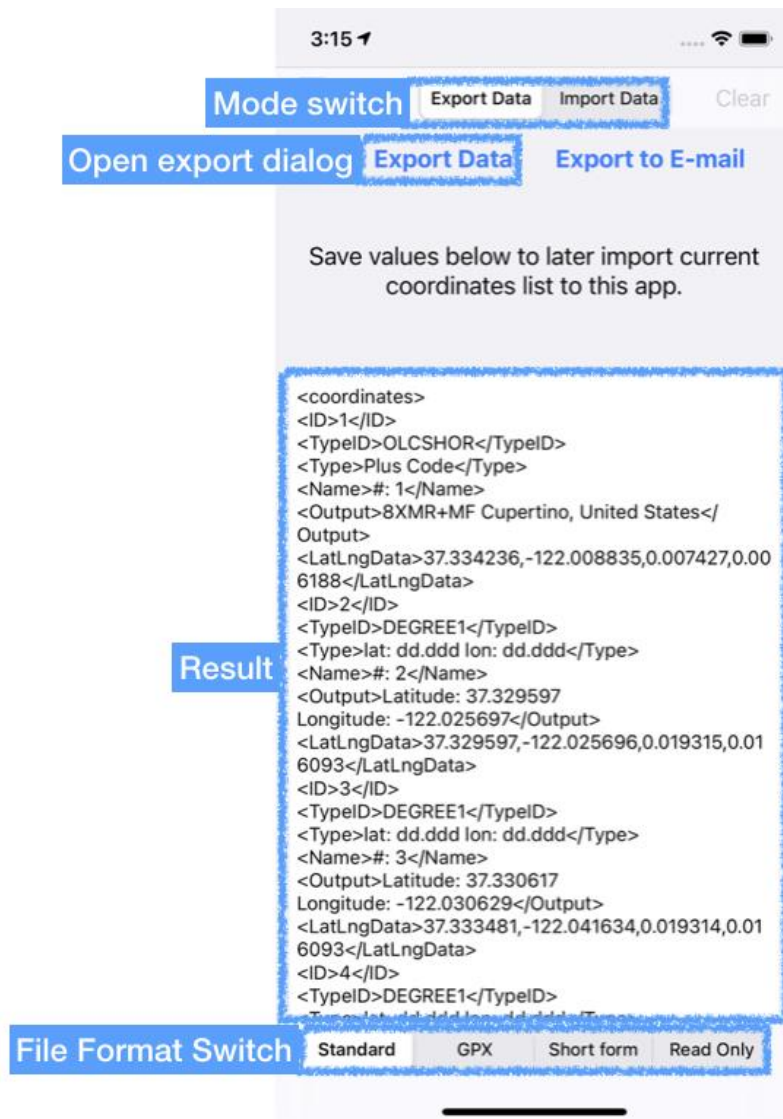 3:15
Mode switch Export Data Import Data Clear
Open export dialog Export Data Export to E-mail
Save values below to later import current
coordinates list to this app.
<coordinates>
<ID>1</ID>
<TypeID>OLCSHOR</TypeID>
<Type>Plus Code</Type>
<Name>#: 1</Name>
<Output>8XMR+MF Cupertino, United States</
Output>
<LatLngData>37.334236,-122.008835,0.007427,0.00
6188</LatLngData>
<ID>2</ID>
<TypeID>DEGREE1</TypeID>
<Type>lat: dd.ddd lon: dd.ddd</Type>
<Name>#: 2</Name>
<Output>Latitude: 37.329597
Longitude: -122.025697</Output>
<LatLngData>37.329597,-122.025696,0.019315,0.01
6093</LatLngData>
<ID>3</ID>
<TypeID>DEGREE1</TypeID>
Result
<Type>lat: dd.ddd lon: dd.ddd</Type>
<Name>#: 3</Name>
<Output>Latitude: 37.330617
Longitude: -122.030629</Output>
<LatLngData>37.333481,-122.041634,0.019314,0.01
6093</LatLngData>
<ID>4</ID>
<TypeID>DEGREE1</TypeID>
File Format Switch Standard GPX Short form Read Only